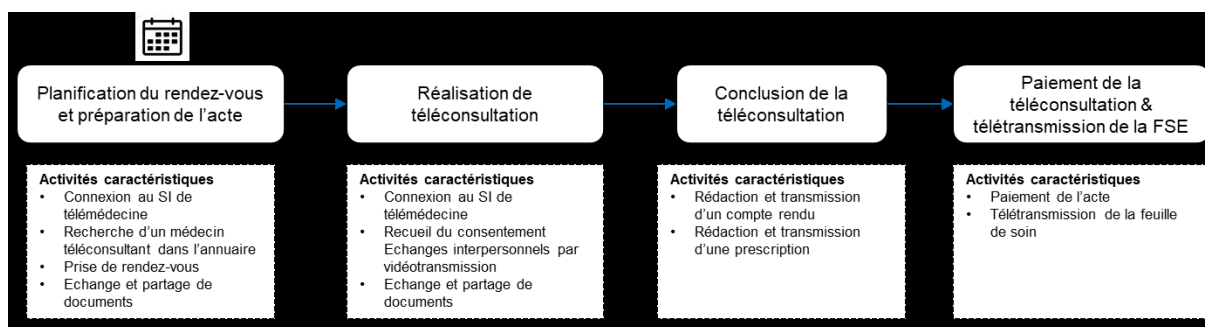 Planification du rendez-vous
et préparation de l'acte
Réalisation de
téléconsultation
Conclusion de la
téléconsultation
Paiement de la
téléconsultation &
télétransmission de la FSE
Activités caractéristiques
• Connexion au SI de
télémédecine
• Recherche d'un médecin
téléconsultant dans l'annuaire
• Prise de rendez-vous
• Echange et partage de
documents
Activités caractéristiques
• Connexion au SI de
télémédecine
• Recueil du consentement
Echanges interpersonnels par
vidéotransmission
• Echange et partage de
documents
Activités caractéristiques
• Rédaction et transmission
d'un compte rendu
• Rédaction et transmission
d'une prescription
Activités caractéristiques
• Paiement de l'acte
• Télétransmission de la feuille
de soin